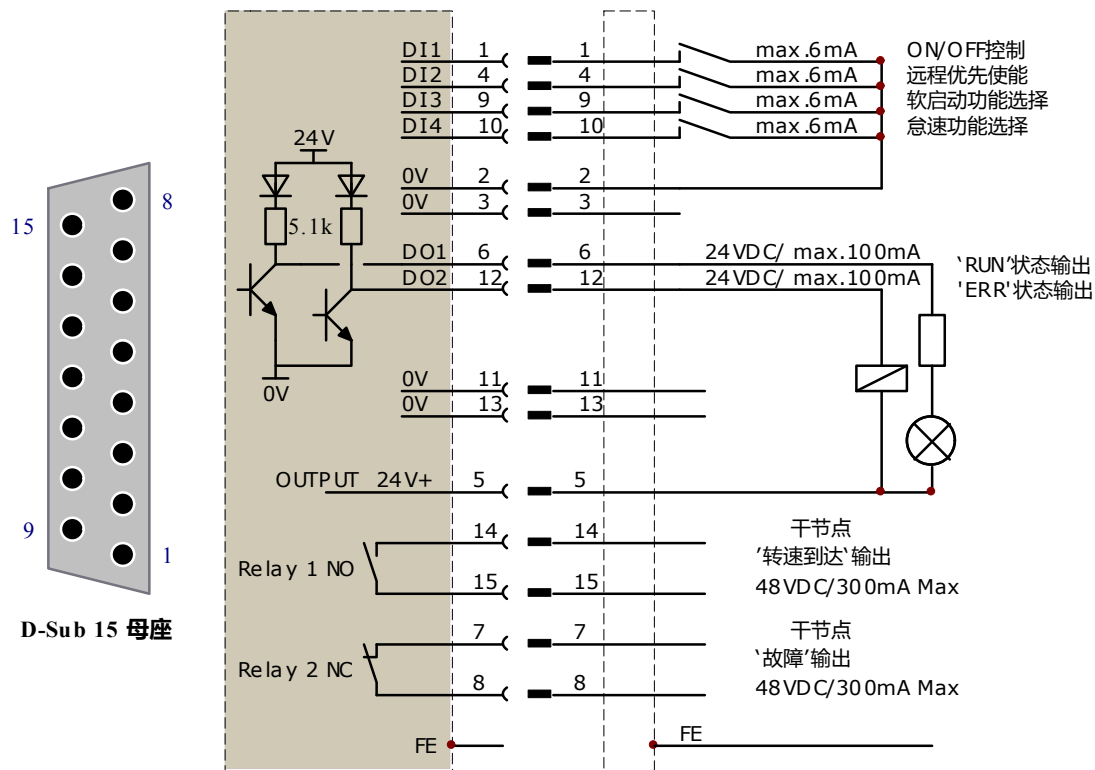 DI1 1 1 max.6mA ON/OFF控制
DI2 4 4 max.6mA 远程优先使能
DI3 9 9 max.6mA 软启动功能选择
DI4 10 10 max.6mA 怠速功能选择
24V
0V 2 2
8
0V 3 3
15
5.1k
DO1 6 6 24VDC/ max.100mA `RUN'状态输出
DO2 12 12 24VDC/ max.100mA 'ERR'状态输出
0V 11 11
0V
0V 13 13
OUTPUT 24V+ 5 5
9
1
14 14 干节点
Relay 1 NO '转速到达`输出
15 15 48VDC/300mA Max
D-Sub 15 母座
7 7 干节点
Relay 2 NC `故障'输出
8 8 48VDC/300mA Max
FE FE